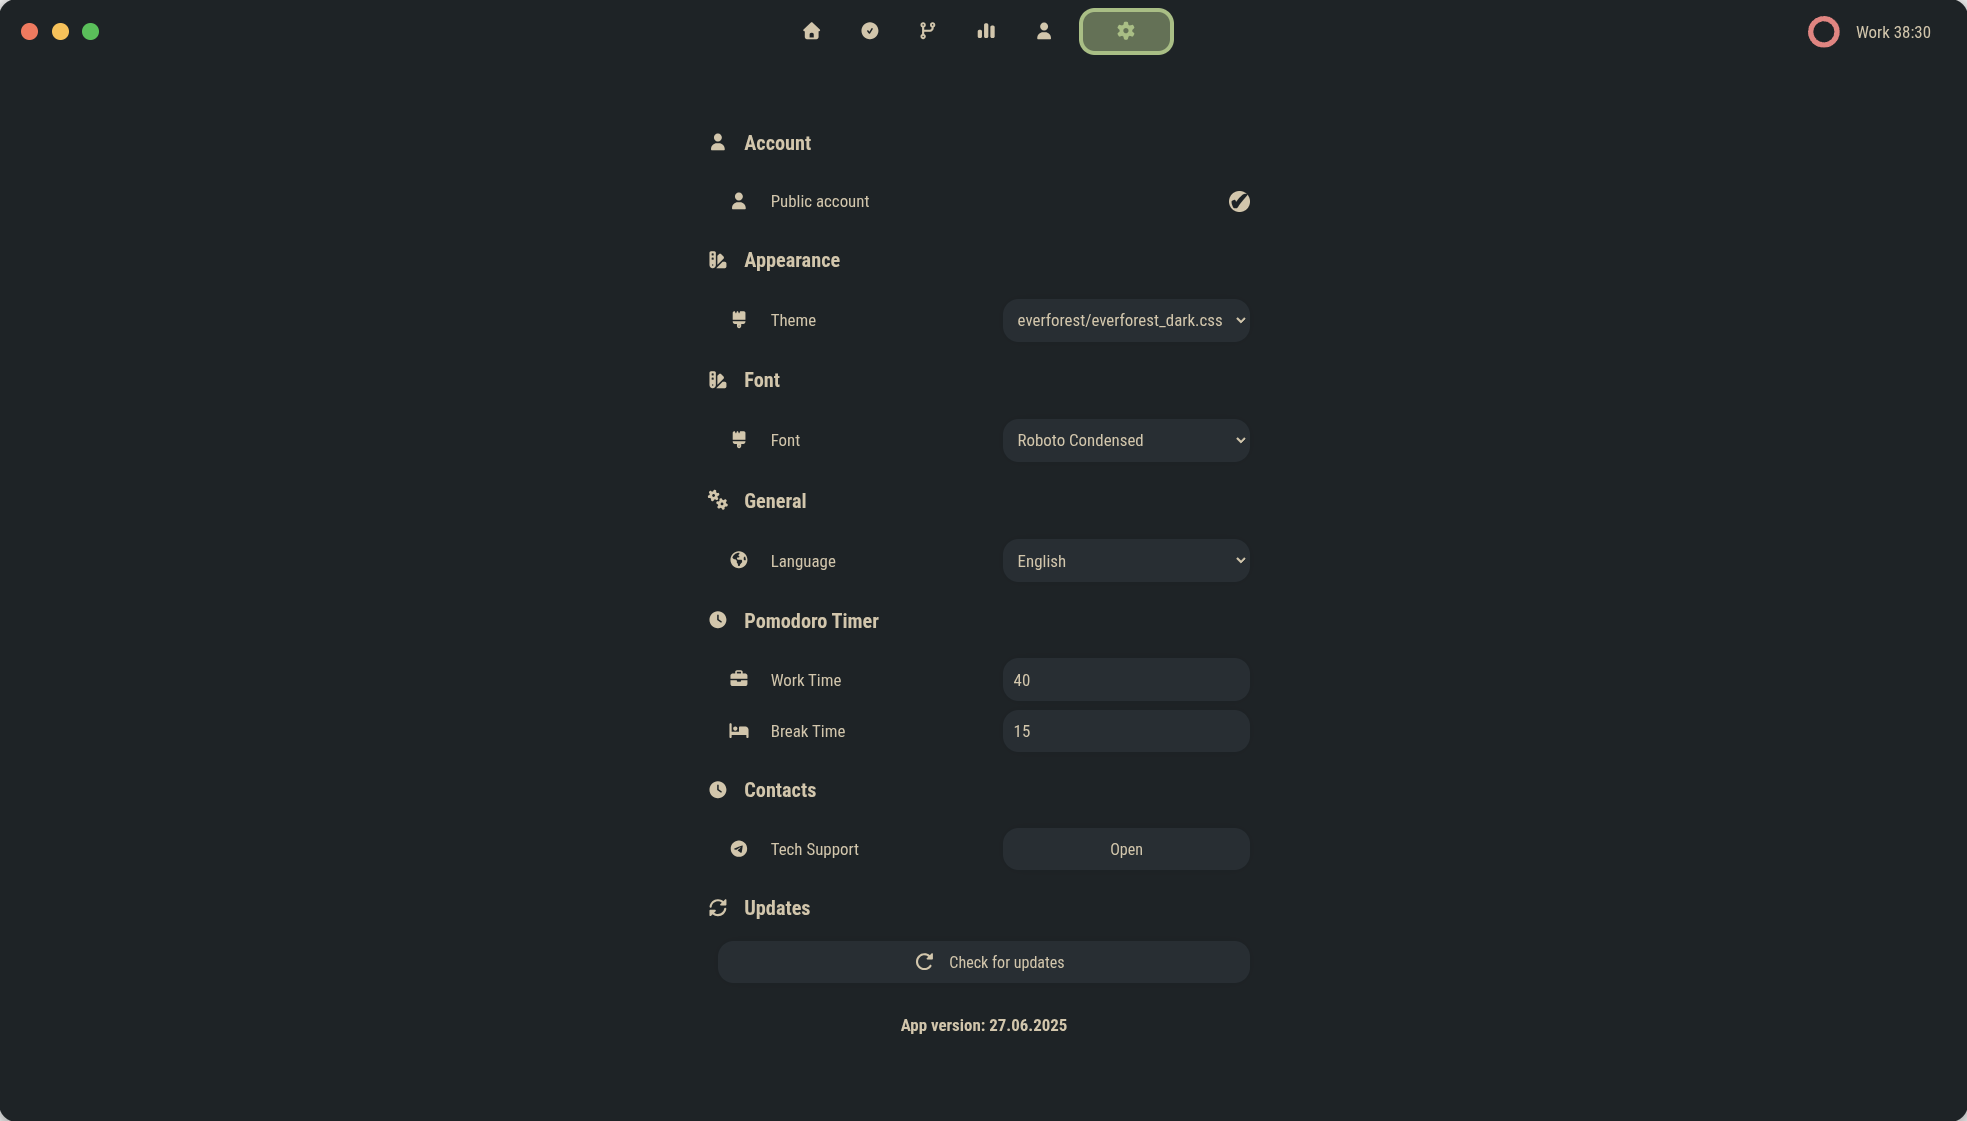 Work 38:30
Account
Public account
Appearance
Theme everforest/everforest_dark.css
Font
Font Roboto Condensed
General
Language English
Pomodoro Timer
Work Time 40
Break Time 15
Contacts
Tech Support Open
Updates
Check for updates
App version: 27.06.2025